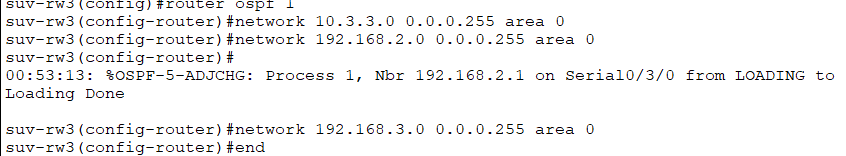 suv-rw3(config)#router ospf 1
suv-rw3(config-router)#network 10.3.3.0 0.0.0.255 area 0
suv-rw3(config-router)#network 192.168.2.0 0.0.0.255 area 0
suv-rw3(config-router)#
00:53:13: %OSPF-5-ADJCHG: Process 1, Nbr 192.168.2.1 on Serial0/3/0 from LOADING to
Loading Done
suv-rw3(config-router)#network 192.168.3.0 0.0.0.255 area 0
suv-rw3(config-router)#end